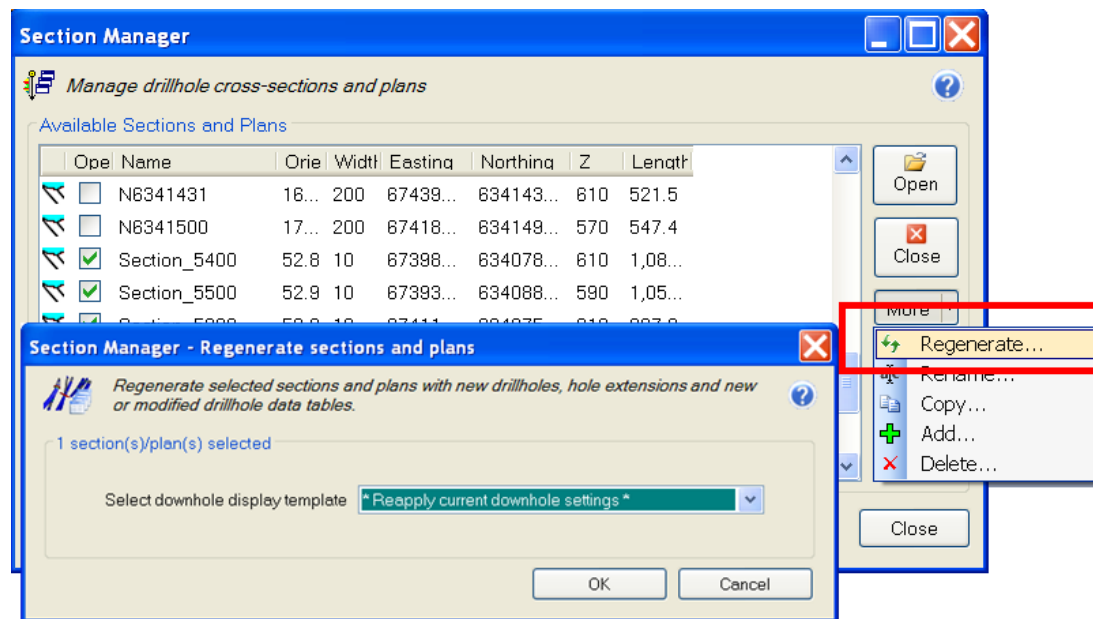 Section Manager
Manage drillhole cross-sections and plans
Available Sections and Plans
Ope Name Orie Width Easting Northing Z Length
N6341431 16... 200 67439... 634143... 610 521.5
N6341500 17... 200 67418... 634149... 570 547.4
Section_5400 52.8 10 67398... 634078... 610 1,08...
Section_5500 52.9 10 67393... 634088... 590 1,05...
Open
Close
More
Regenerate...
Rename...
Copy...
Add...
Delete...
Close
Section Manager - Regenerate sections and plans
Regenerate selected sections and plans with new drillholes, hole extensions and new
or modified drillhole data tables.
1 section(s)/plan(s) selected
Select downhole display template * Reapply current downhole settings *
OK Cancel